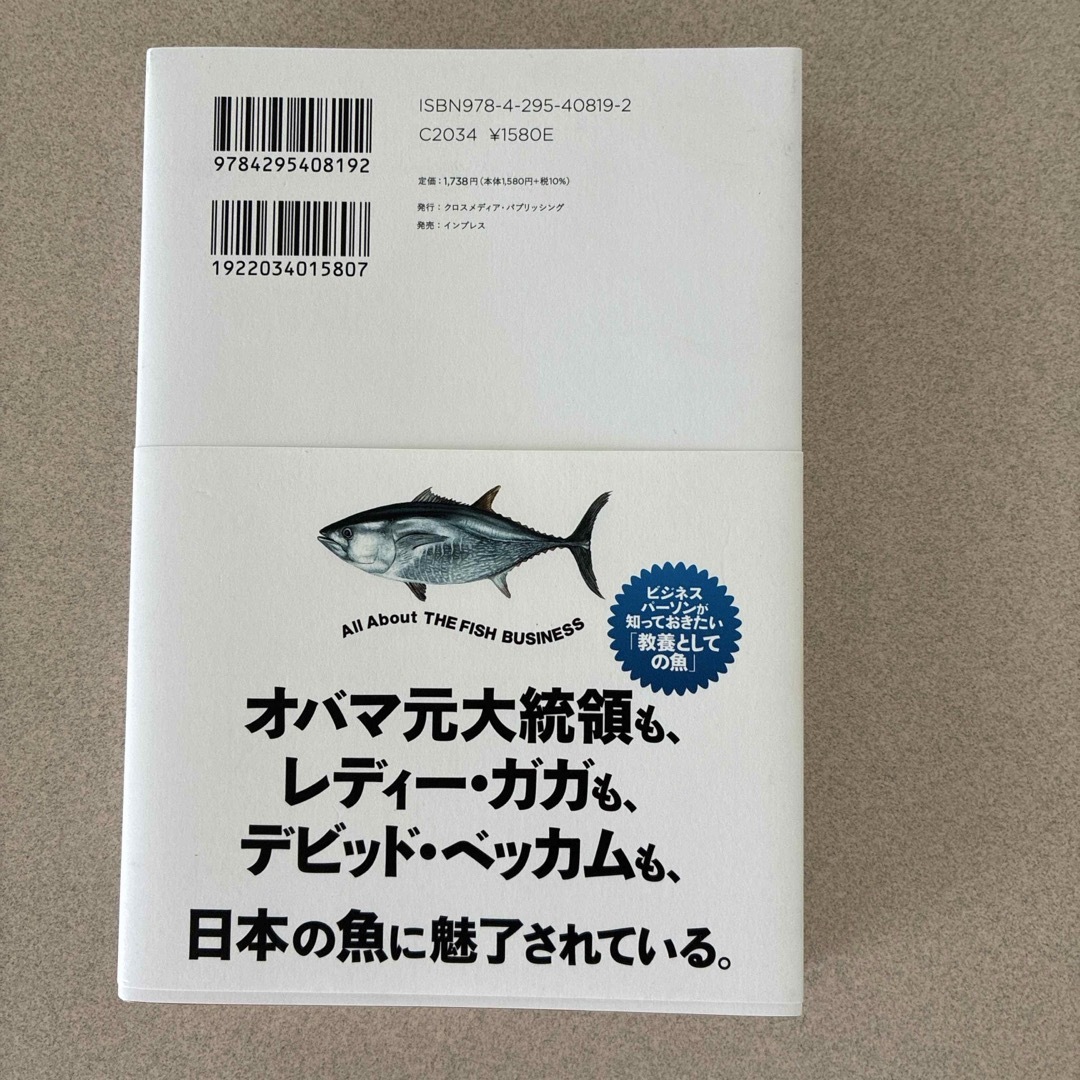 ISBN978-4-295-40819-2
C2034 ¥1580E
9784295408192
定価：1,738円（本体1,580円+税10%）
発行：クロスメディア・パブリッシング
発売：インプレス
1922034015807
All About THE FISH BUSINESS
ビジネス
パーソンが
知っておきたい
「教養として
の魚」
オバマ元大統領も、
レディー・ガガも、
デビッド・ベッカムも、
日本の魚に魅了されている。